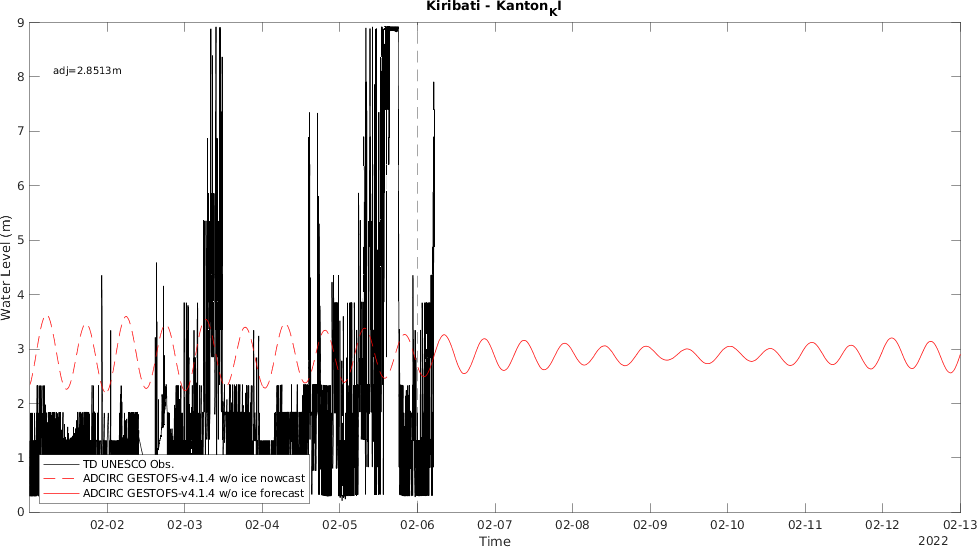 Kiribati - Kanton_KI
adj=2.8513m
Water Level (m)
9
8
7
6
5
4
3
2
1
0
TD UNESCO Obs.
ADCIRC GESTOFS-v4.1.4 w/o ice nowcast
ADCIRC GESTOFS-v4.1.4 w/o ice forecast
02-02 02-03 02-04 02-05 02-06 02-07 02-08 02-09 02-10 02-11 02-12 02-13
Time
2022